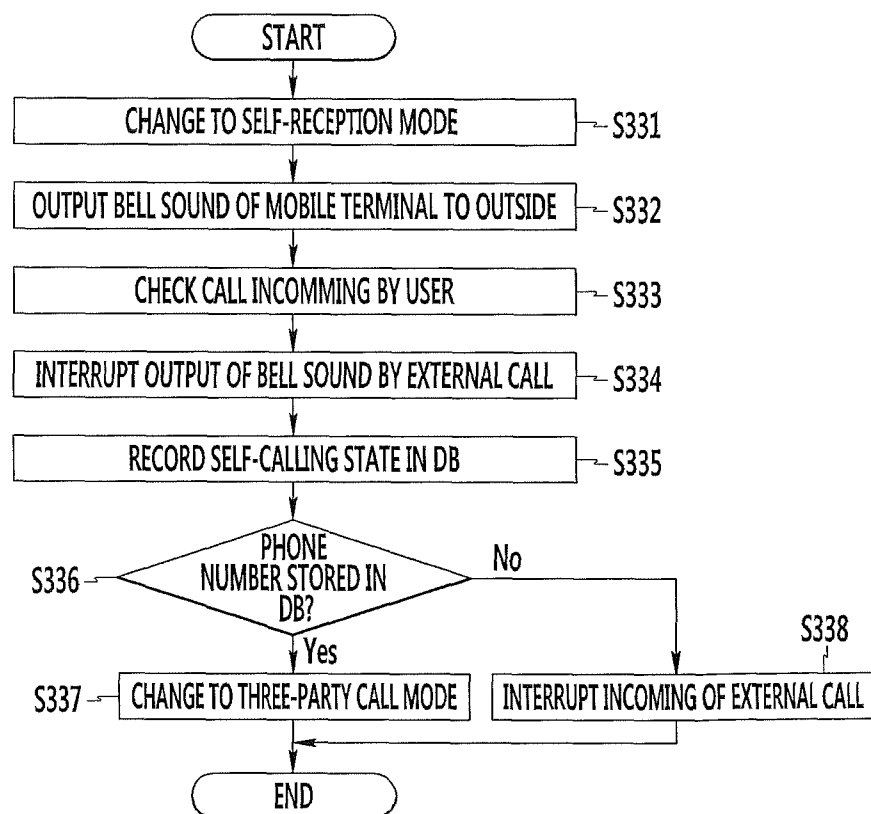 START
CHANGE TO SELF-RECEPTION MODE
S331
OUTPUT BELL SOUND OF MOBILE TERMINAL TO OUTSIDE
S332
CHECK CALL INCOMMING BY USER
S333
INTERRUPT OUTPUT OF BELL SOUND BY EXTERNAL CALL
S334
RECORD SELF-CALLING STATE IN DB
S335
S336
PHONE
NUMBER STORED IN
DB?
No
Yes
S338
S337
CHANGE TO THREE-PARTY CALL MODE
INTERRUPT INCOMING OF EXTERNAL CALL
END